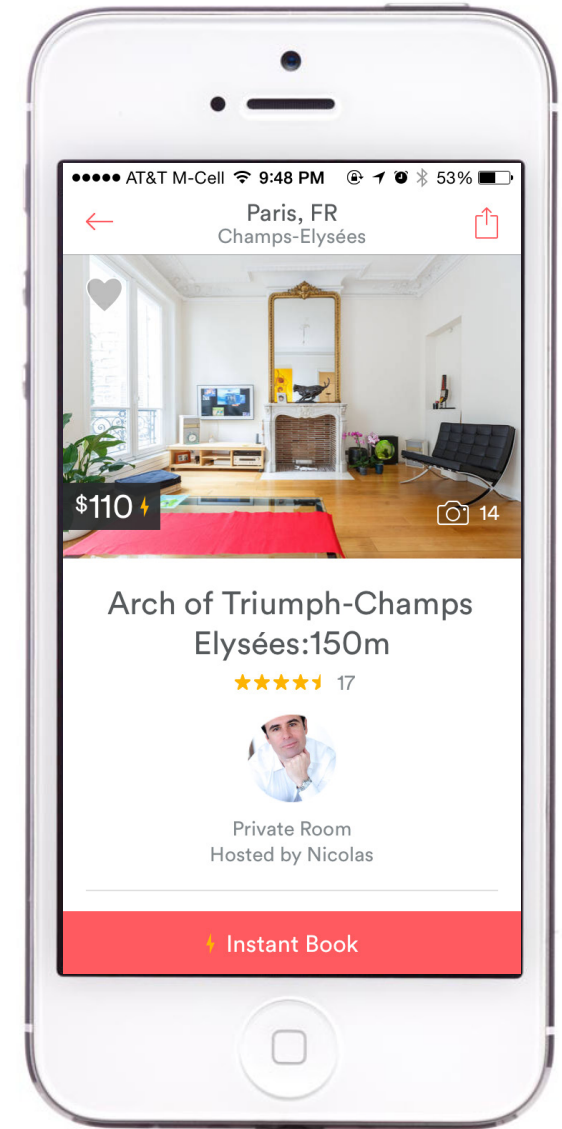 AT&T M-Cell 9:48 PM 53%
Paris, FR
Champs-Elysées
$110
14
Arch of Triumph-Champs
Elysées:150m
17
Private Room
Hosted by Nicolas
Instant Book